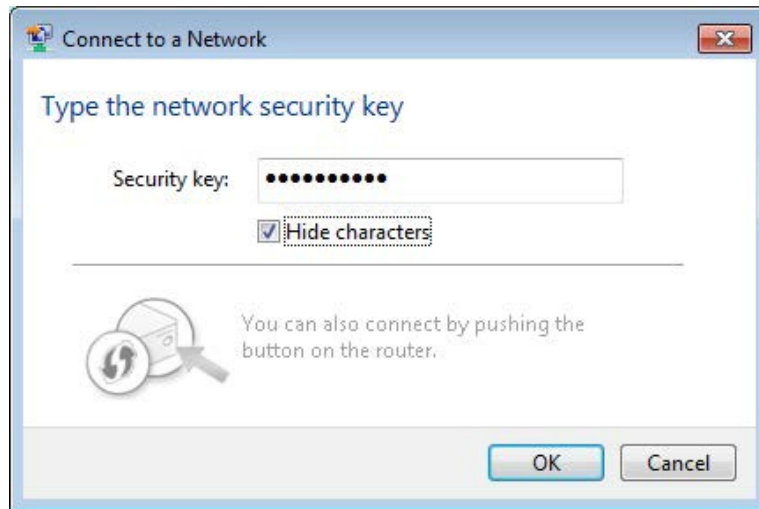 Connect to a Network
Type the network security key
Security key: ••••••••••
Hide characters
You can also connect by pushing the
button on the router.
OK Cancel